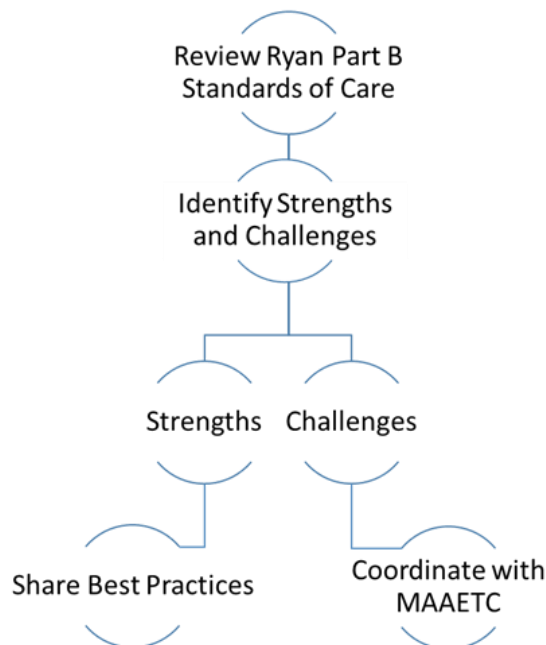 Review Ryan Part B
Standards of Care
Identify Strengths
and Challenges
Strengths
Challenges
Share Best Practices
Coordinate with
MAAETC